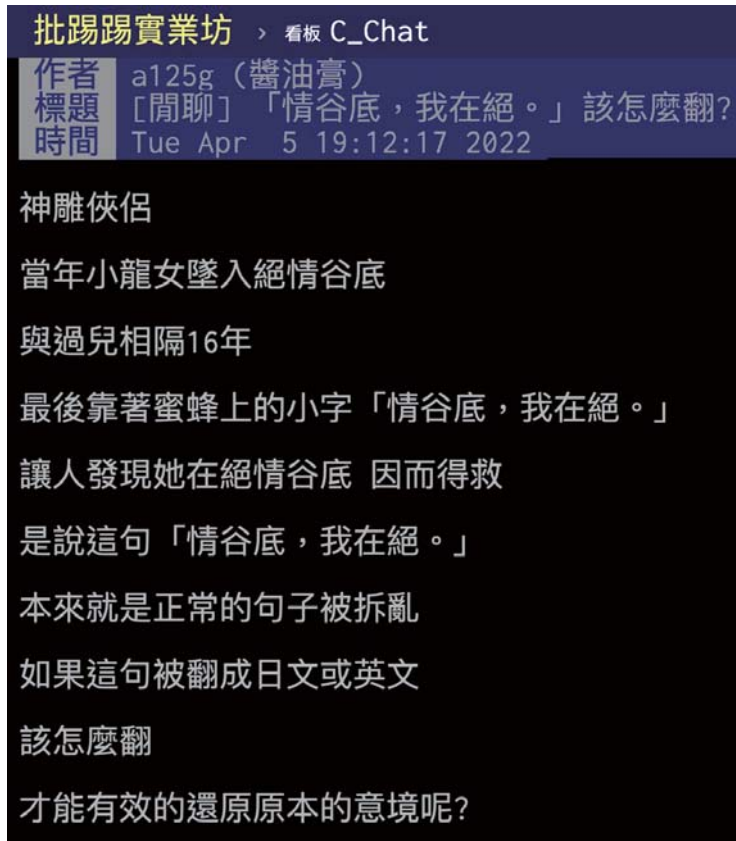 批踢踢實業坊 › 看板 C_Chat
作者 a125g (醬油膏)
標題 [閒聊] 「情谷底，我在絕。」該怎麼翻?
時間 Tue Apr  5 19:12:17 2022
神雕俠侶
當年小龍女墜入絕情谷底
與過兒相隔16年
最後靠著蜜蜂上的小字「情谷底，我在絕。」
讓人發現她在絕情谷底 因而得救
是說這句「情谷底，我在絕。」
本來就是正常的句子被拆亂
如果這句被翻成日文或英文
該怎麼翻
才能有效的還原原本的意境呢?